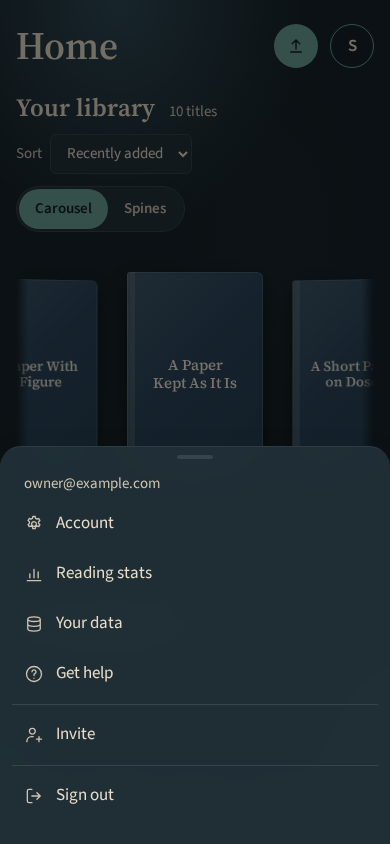 Home
S
Your library 10 titles
Sort Recently added
Carousel Spines
Paper With
Figure
A Paper
Kept As It Is
A Short P
on Dos
owner@example.com
Account
Reading stats
Your data
Get help
Invite
Sign out